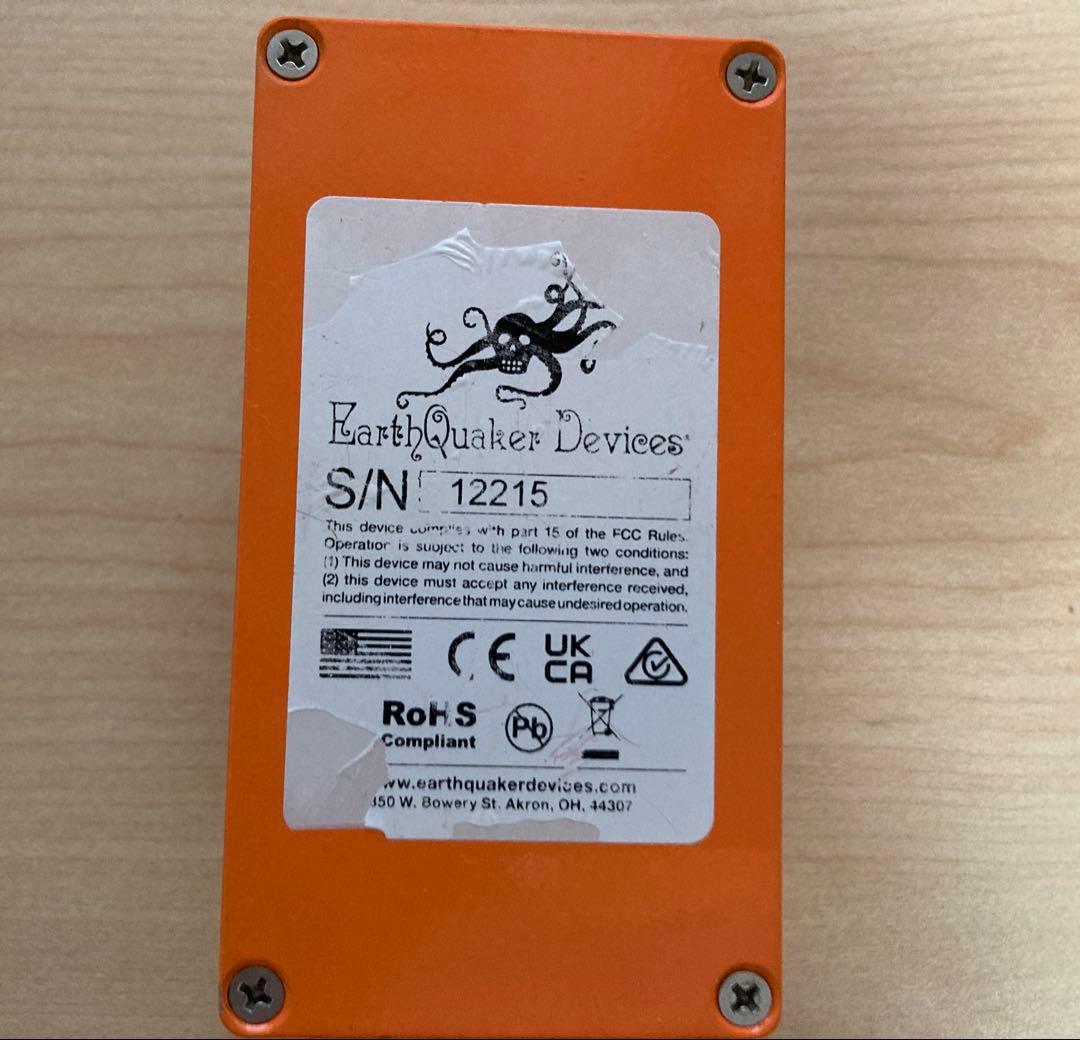 EarthQuaker Devices
S/N 12215
This device complies with part 15 of the FCC Rules.
Operation is subject to the following two conditions:
(1) This device may not cause harmful interference, and
(2) this device must accept any interference received,
including interference that may cause undesired operation.
CE UK
CA
RoHS Pb
Compliant
ww.earthquakerdevices.com
350 W. Bowery St. Akron, OH, 44307